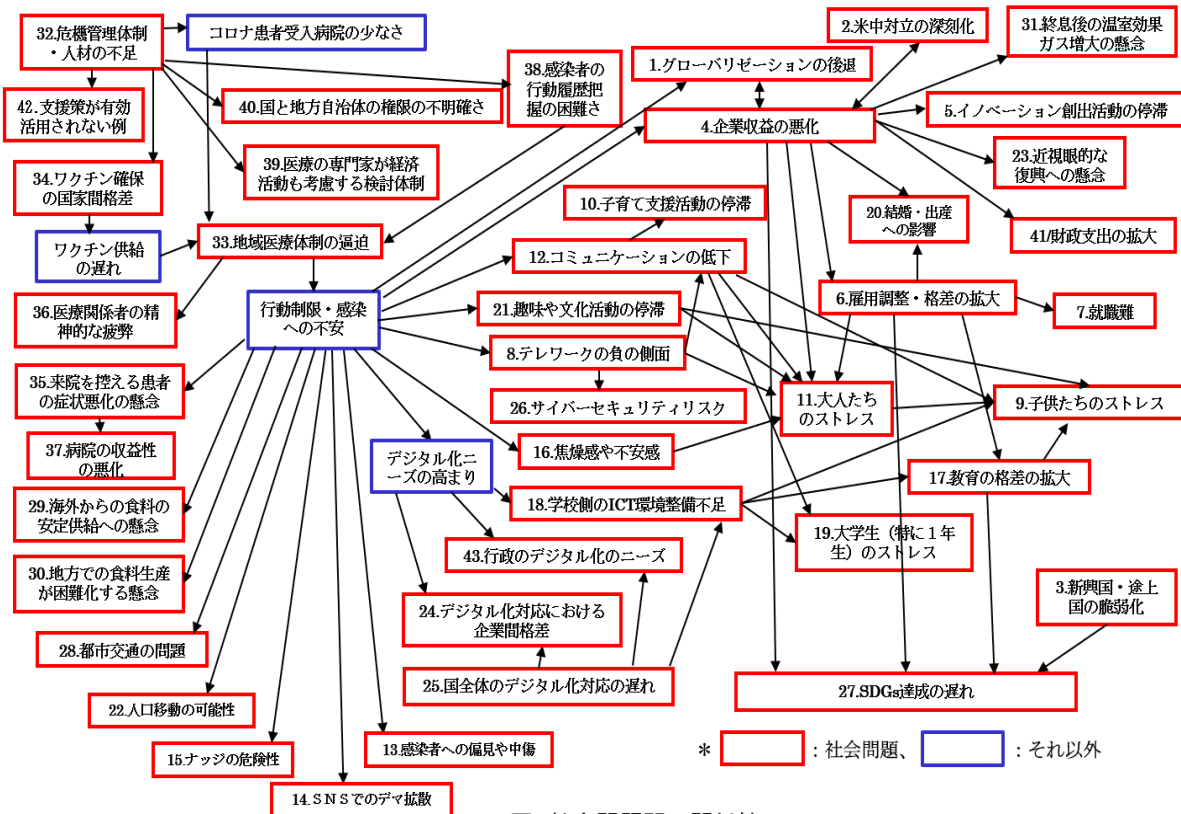 32.危機管理体制
・人材の不足
コロナ患者受入病院の少なさ
38.感染者の
行動履歴把
握の困難さ
1.グローバリゼーションの後退
2.米中対立の深刻化
31.終息後の温室効果
ガス増大の懸念
42.支援策が有効
活用されない例
40.国と地方自治体の権限の不明確さ
4.企業収益の悪化
5.イノベーション創出活動の停滞
39.医療の専門家が経済
活動も考慮する検討体制
23.近視眼的な
復興への懸念
34.ワクチン確保
の国家間格差
10.子育て支援活動の停滞
20.結婚・出産
への影響
41/財政支出の拡大
ワクチン供給
の遅れ
33.地域医療体制の逼迫
12.コミュニケーションの低下
36.医療関係者の精
神的な疲弊
行動制限・感染
への不安
21.趣味や文化活動の停滞
6.雇用調整・格差の拡大
7.就職難
8.テレワークの負の側面
35.来院を控える患者
の症状悪化の懸念
26.サイバーセキュリティリスク
11.大人たち
のストレス
9.子供たちのストレス
37.病院の収益性
の悪化
デジタル化ニ
ーズの高まり
16.焦燥感や不安感
17.教育の格差の拡大
29.海外からの食料の
安定供給への懸念
18.学校側のICT環境整備不足
19.大学生（特に１年
生）のストレス
43.行政のデジタル化のニーズ
30.地方での食料生産
が困難化する懸念
24.デジタル化対応における
企業間格差
3.新興国・途上
国の脆弱化
28.都市交通の問題
25.国全体のデジタル化対応の遅れ
27.SDGs達成の遅れ
22.人口移動の可能性
15.ナッジの危険性
13.感染者への偏見や中傷
＊
：社会問題、
：それ以外
14.ＳＮＳでのデマ拡散